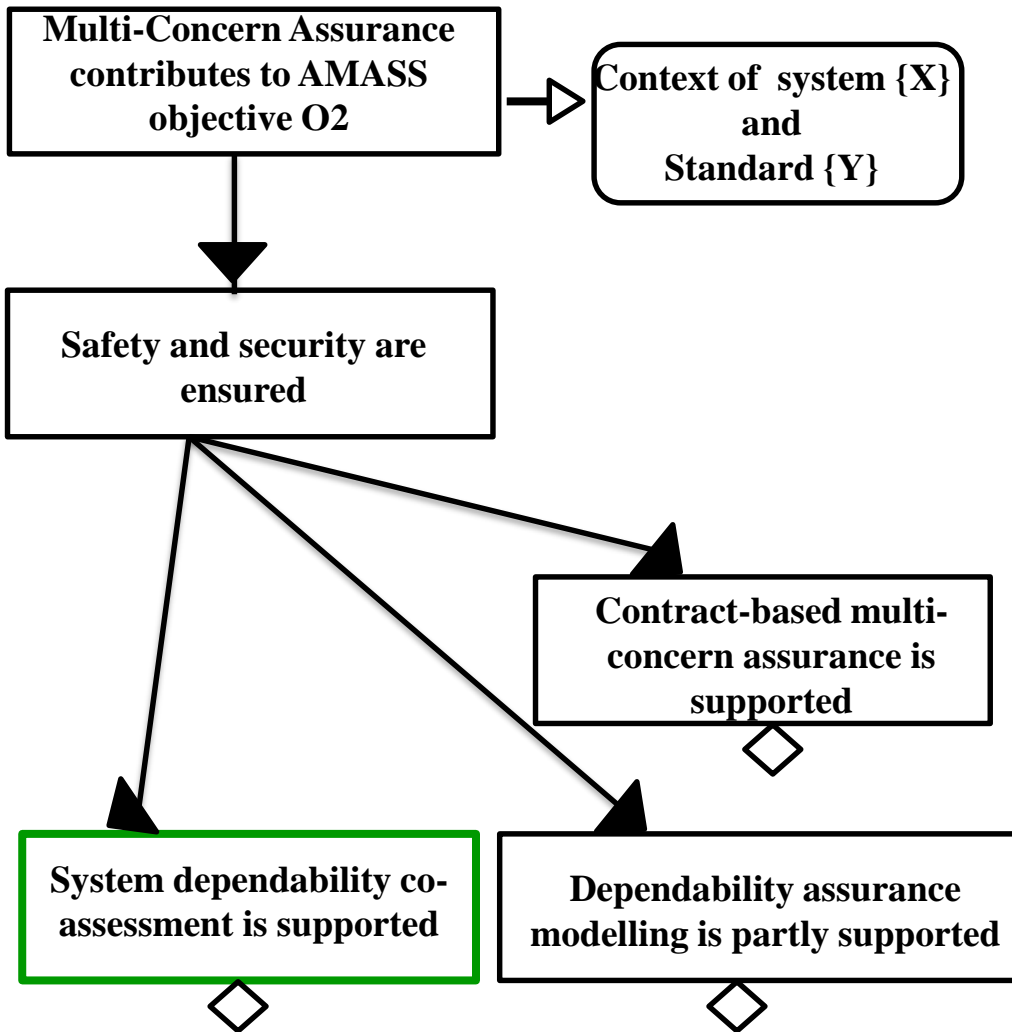 Multi-Concern Assurance
contributes to AMASS
objective O2
Context of system {X}
and
Standard {Y}
Safety and security are
ensured
Contract-based multi-
concern assurance is
supported
System dependability co-
assessment is supported
Dependability assurance
modelling is partly supported